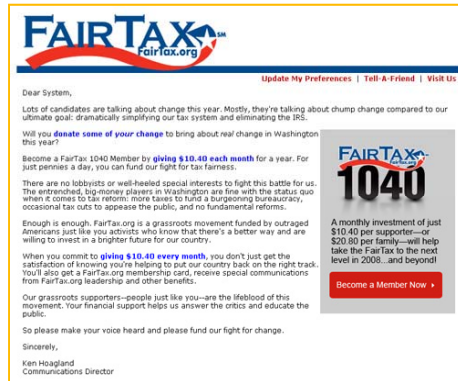 FAIRTAX SM
FairTax.org
Update My Preferences | Tell-A-Friend | Visit Us
Dear System,
Lots of candidates are talking about change this year. Mostly, they're talking about chump change compared to our
ultimate goal: dramatically simplifying our tax system and eliminating the IRS.
Will you donate some of your change to bring about real change in Washington
this year?
Become a FairTax 1040 Member by giving $10.40 each month for a year. For
just pennies a day, you can fund our fight for tax fairness.
There are no lobbyists or well-heeled special interests to fight this battle for us.
The entrenched, big-money players in Washington are fine with the status quo
when it comes to tax reform: more taxes to fund a burgeoning bureaucracy,
occasional tax cuts to appease the public, and no fundamental reforms.
Enough is enough. FairTax.org is a grassroots movement funded by outraged
Americans just like you activists who know that there's a better way and are
willing to invest in a brighter future for our country.
When you commit to giving $10.40 every month, you don't just get the
satisfaction of knowing you're helping to put our country back on the right track.
You'll also get a FairTax.org membership card, receive special communications
from FairTax.org leadership and other benefits.
Our grassroots supporters--people just like you--are the lifeblood of this
movement. Your financial support helps us answer the critics and educate the
public.
So please make your voice heard and please fund our fight for change.
Sincerely,
Ken Hoagland
Communications Director
FAIRTAX
FairTax.org
1040
A monthly investment of just
$10.40 per supporter—or
$20.80 per family—will help
take the FairTax to the next
level in 2008...and beyond!
Become a Member Now